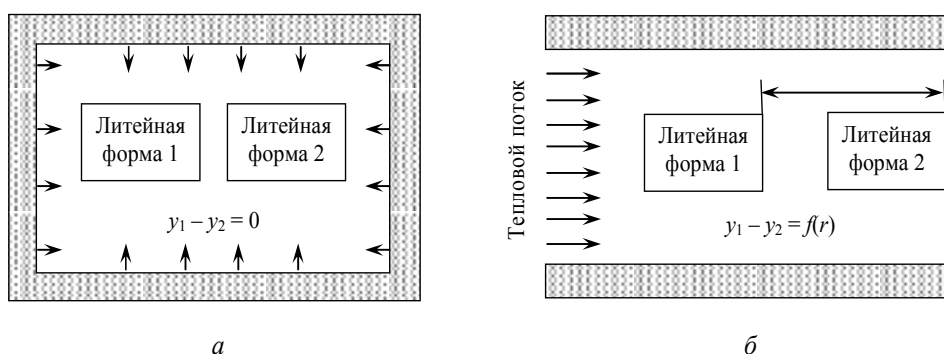 Литейная
форма 1
Литейная
форма 2
y₁ – y₂ = 0
а
Тепловой поток
Литейная
форма 1
Литейная
форма 2
y₁ – y₂ = f(r)
б